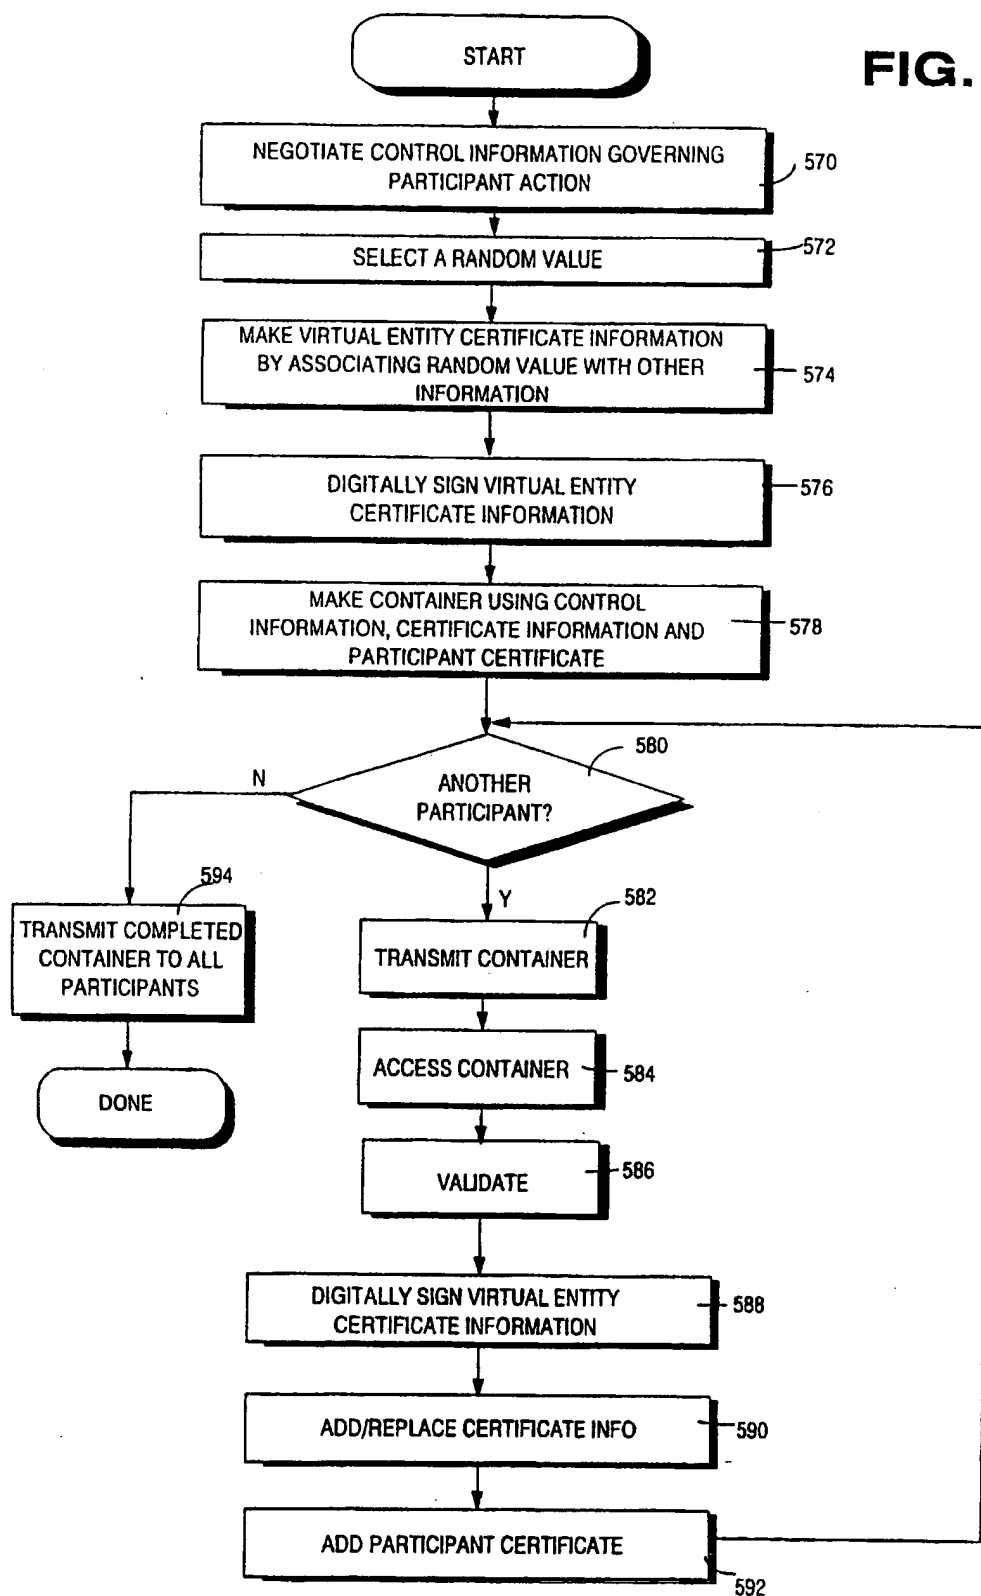 START
FIG.
NEGOTIATE CONTROL INFORMATION GOVERNING
PARTICIPANT ACTION
570
SELECT A RANDOM VALUE
572
MAKE VIRTUAL ENTITY CERTIFICATE INFORMATION
BY ASSOCIATING RANDOM VALUE WITH OTHER
INFORMATION
574
DIGITALLY SIGN VIRTUAL ENTITY
CERTIFICATE INFORMATION
576
MAKE CONTAINER USING CONTROL
INFORMATION, CERTIFICATE INFORMATION AND
PARTICIPANT CERTIFICATE
578
580
ANOTHER
PARTICIPANT?
N
Y
594
TRANSMIT COMPLETED
CONTAINER TO ALL
PARTICIPANTS
DONE
582
TRANSMIT CONTAINER
ACCESS CONTAINER
584
VALIDATE
586
DIGITALLY SIGN VIRTUAL ENTITY
CERTIFICATE INFORMATION
588
ADD/REPLACE CERTIFICATE INFO
590
ADD PARTICIPANT CERTIFICATE
592